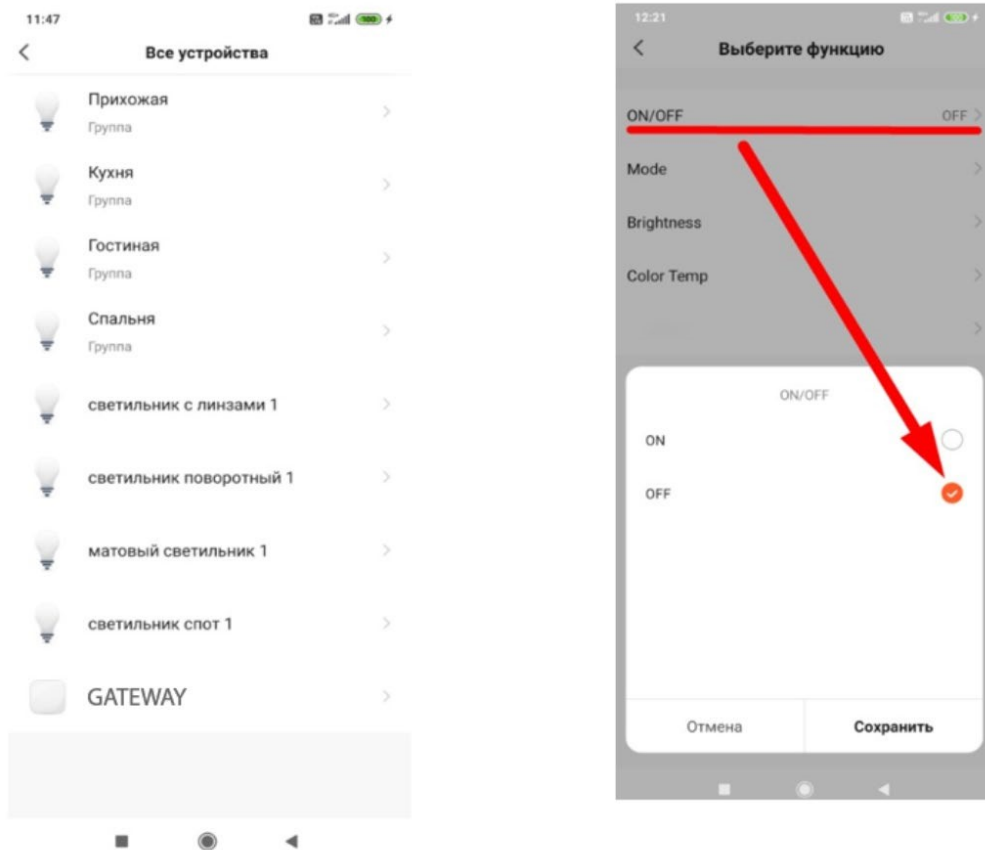 11:47
Все устройства
Прихожая
Группа
Кухня
Группа
Гостиная
Группа
Спальня
Группа
светильник с линзами 1
светильник поворотный 1
матовый светильник 1
светильник спот 1
GATEWAY
12:21
Выберите функцию
ON/OFF OFF
Mode
Brightness
Color Temp
ON/OFF
ON
OFF
Отмена Сохранить